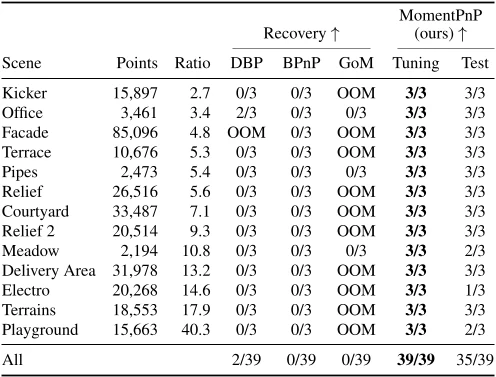 MomentPnP
Recovery ↑ (ours) ↑
Scene Points Ratio DBP BPnP GoM Tuning Test
Kicker 15,897 2.7 0/3 0/3 OOM 3/3 3/3
Office 3,461 3.4 2/3 0/3 0/3 3/3 3/3
Facade 85,096 4.8 OOM 0/3 OOM 3/3 3/3
Terrace 10,676 5.3 0/3 0/3 OOM 3/3 3/3
Pipes 2,473 5.4 0/3 0/3 0/3 3/3 3/3
Relief 26,516 5.6 0/3 0/3 OOM 3/3 3/3
Courtyard 33,487 7.1 0/3 0/3 OOM 3/3 3/3
Relief 2 20,514 9.3 0/3 0/3 OOM 3/3 3/3
Meadow 2,194 10.8 0/3 0/3 0/3 3/3 2/3
Delivery Area 31,978 13.2 0/3 0/3 OOM 3/3 3/3
Electro 20,268 14.6 0/3 0/3 OOM 3/3 1/3
Terrains 18,553 17.9 0/3 0/3 OOM 3/3 3/3
Playground 15,663 40.3 0/3 0/3 OOM 3/3 2/3
All 2/39 0/39 0/39 39/39 35/39